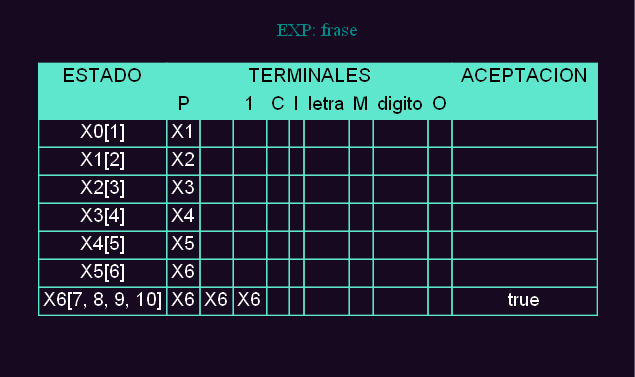 EXP: frase
ESTADO TERMINALES ACEPTACION
P 1 C I letra M digito O
X0[1] X1
X1[2] X2
X2[3] X3
X3[4] X4
X4[5] X5
X5[6] X6
X6[7, 8, 9, 10] X6 X6 X6 true